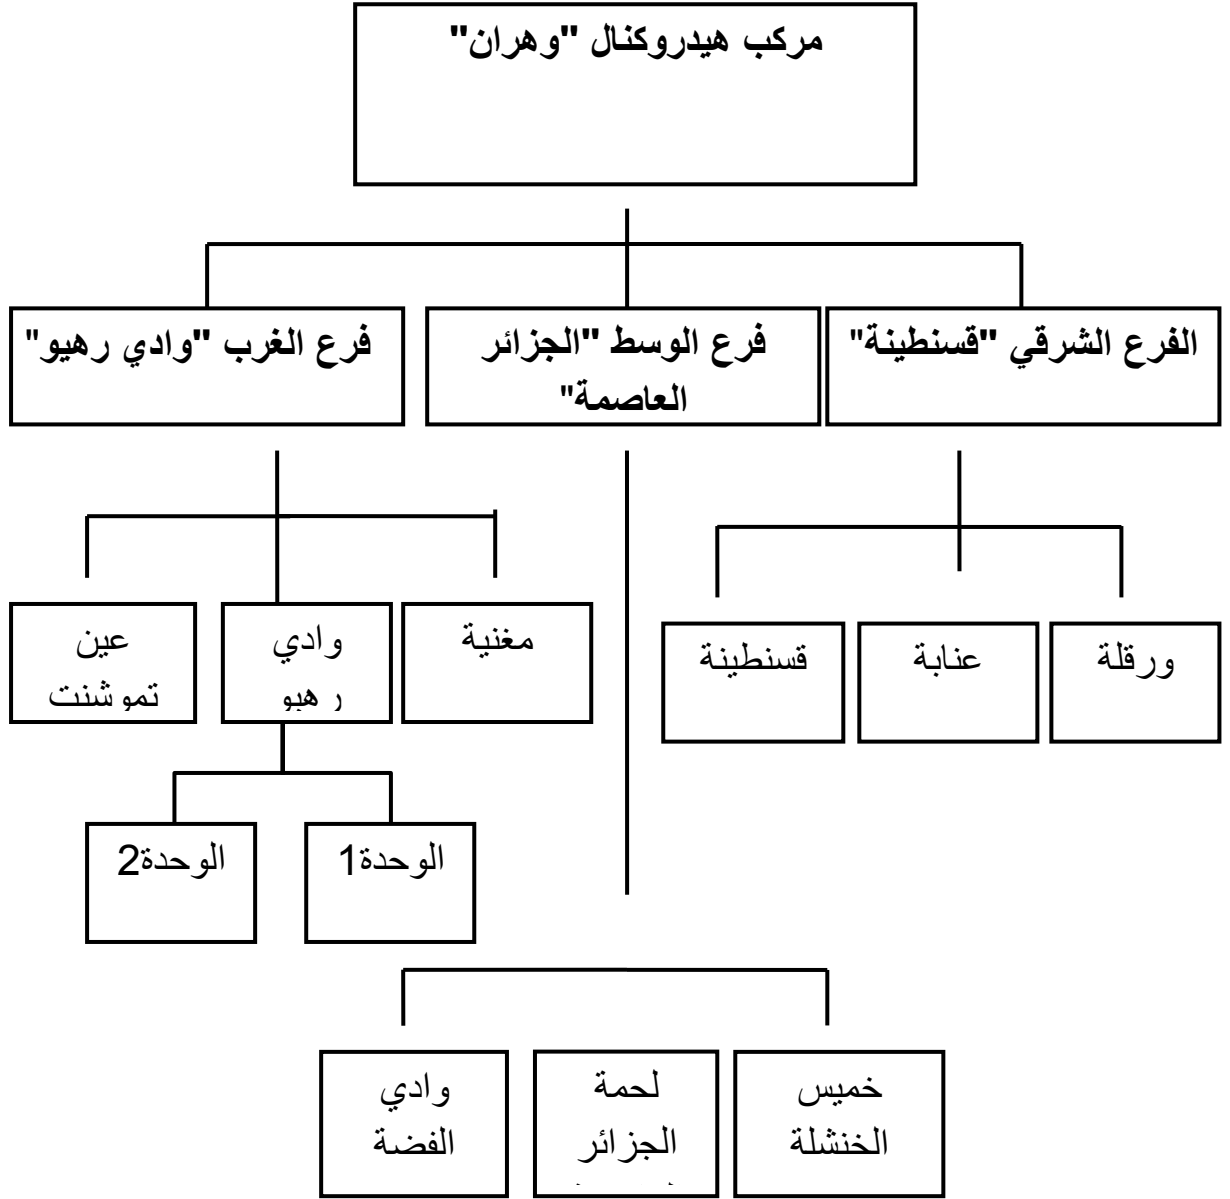 مركب هيدروكنال "وهران"
الفرع الشرقي "قسنطينة"
فرع الوسط "الجزائر
العاصمة"
فرع الغرب "وادي رهيو"
ورقلة
عنابة
قسنطينة
مغنية
وادي
رهيو
عين
تموشنت
الوحدة1
الوحدة2
خميس
الخنشلة
لحمة
الجزائر
وادي
الفضة